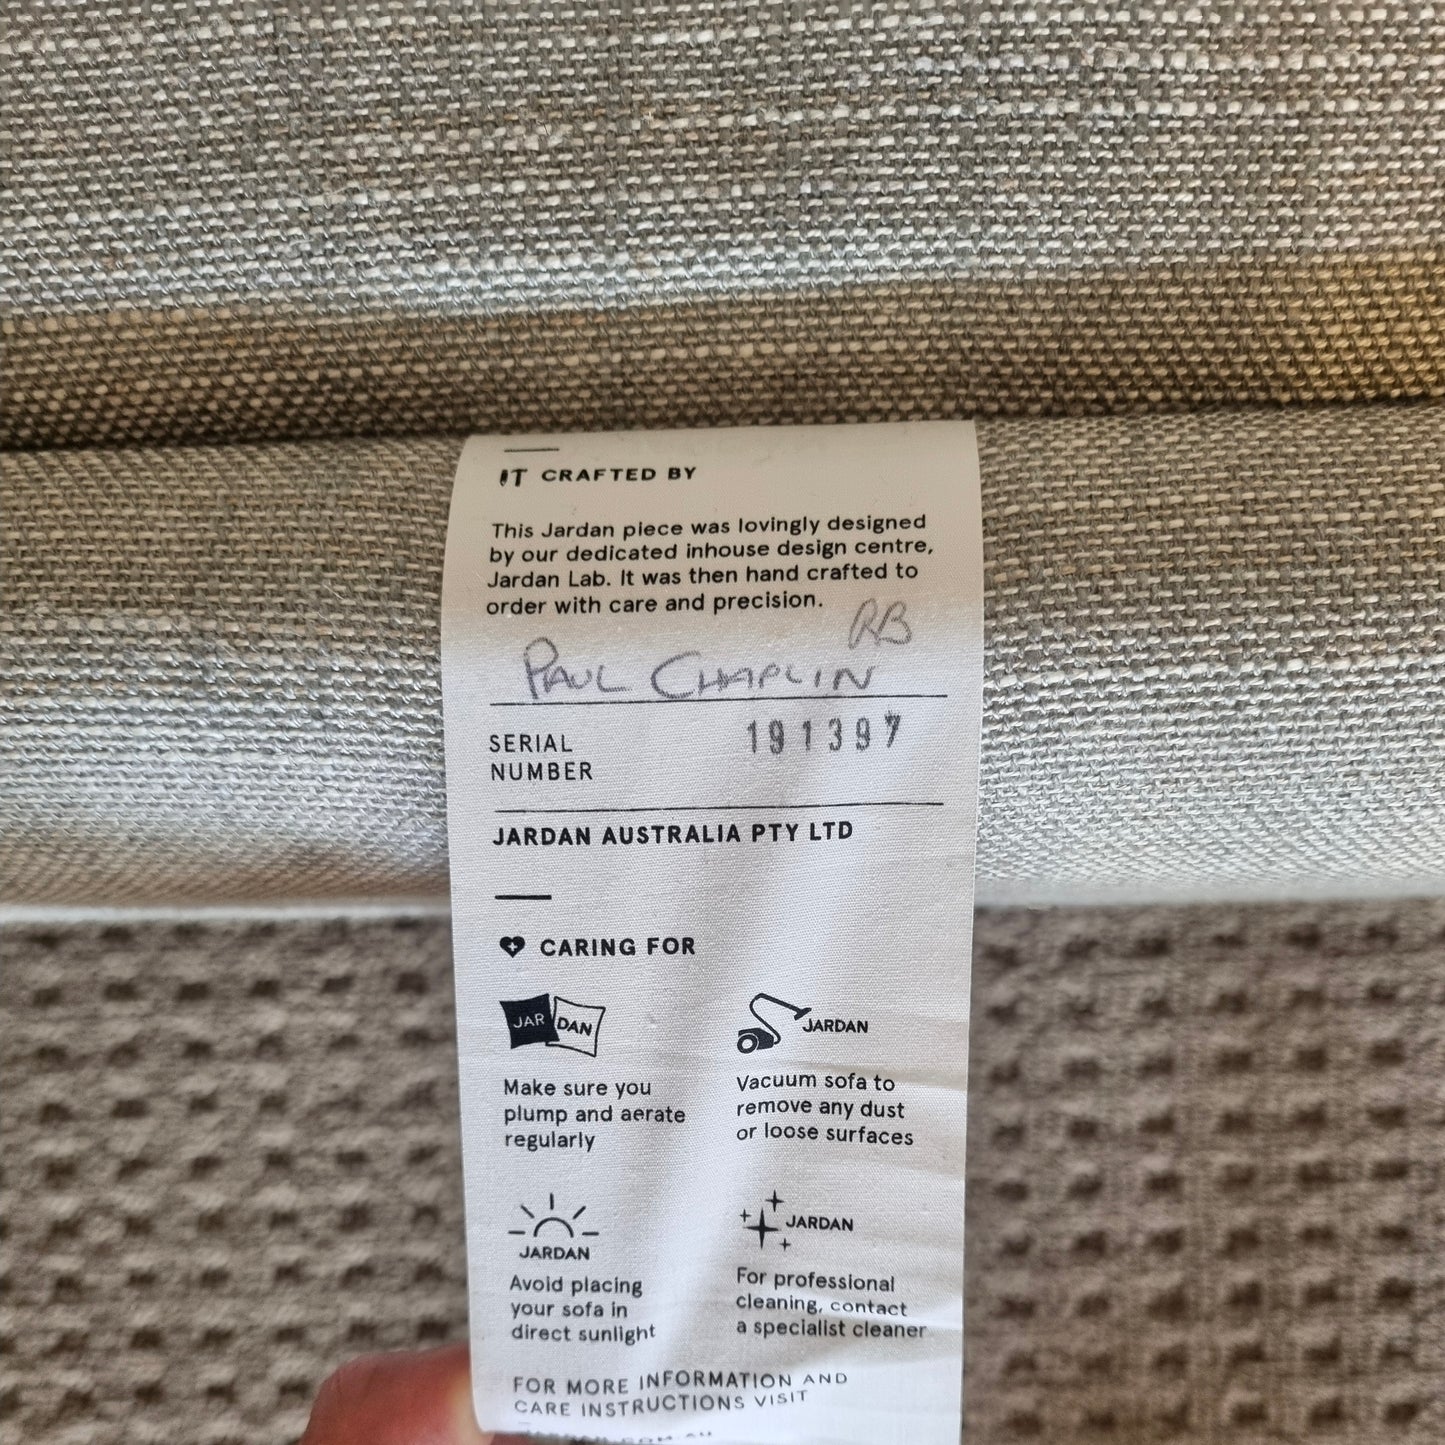 IT CRAFTED BY
This Jardan piece was lovingly designed
by our dedicated inhouse design centre,
Jardan Lab. It was then hand crafted to
order with care and precision.
RB
PAUL CHAPLIN
SERIAL
NUMBER
191397
JARDAN AUSTRALIA PTY LTD
CARING FOR
JAR DAN
Make sure you
plump and aerate
regularly
JARDAN
Vacuum sofa to
remove any dust
or loose surfaces
JARDAN
Avoid placing
your sofa in
direct sunlight
JARDAN
For professional
cleaning, contact
a specialist cleaner
FOR MORE INFORMATION AND
CARE INSTRUCTIONS VISIT